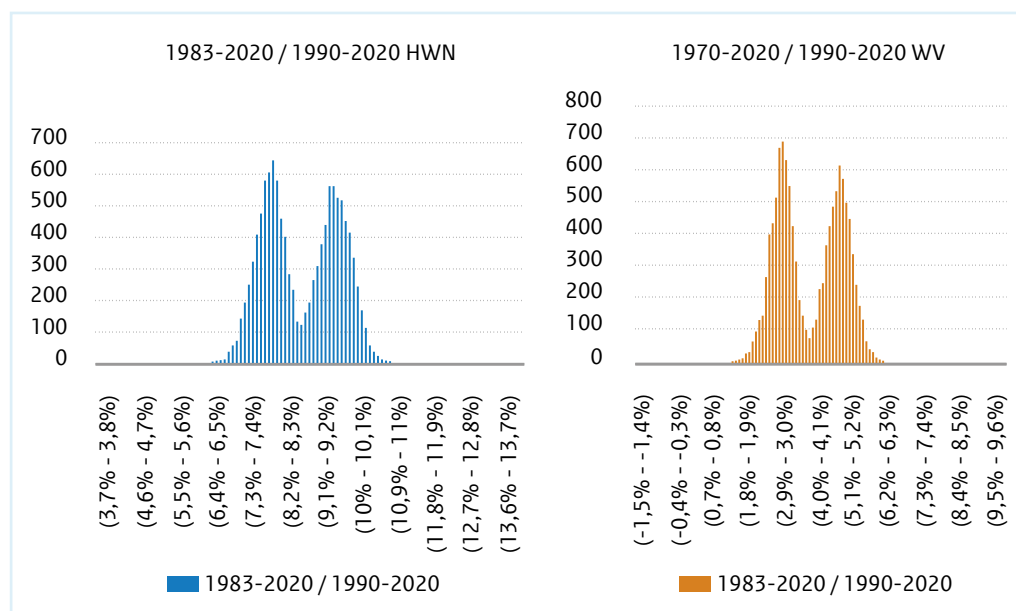 1983-2020 / 1990-2020 HWN
700
600
500
400
300
200
100
0
(3,7% - 3,8%)
(4,6% - 4,7%)
(5,5% - 5,6%)
(6,4% - 6,5%)
(7,3% - 7,4%)
(8,2% - 8,3%)
(9,1% - 9,2%)
(10% - 10,1%)
(10,9% - 11%)
(11,8% - 11,9%)
(12,7% - 12,8%)
(13,6% - 13,7%)
1983-2020 / 1990-2020
1970-2020 / 1990-2020 WV
800
700
600
500
400
300
200
100
0
(-1,5% - -1,4%)
(-0,4% - -0,3%)
(0,7% - 0,8%)
(1,8% - 1,9%)
(2,9% - 3,0%)
(4,0% - 4,1%)
(5,1% - 5,2%)
(6,2% - 6,3%)
(7,3% - 7,4%)
(8,4% - 8,5%)
(9,5% - 9,6%)
1983-2020 / 1990-2020